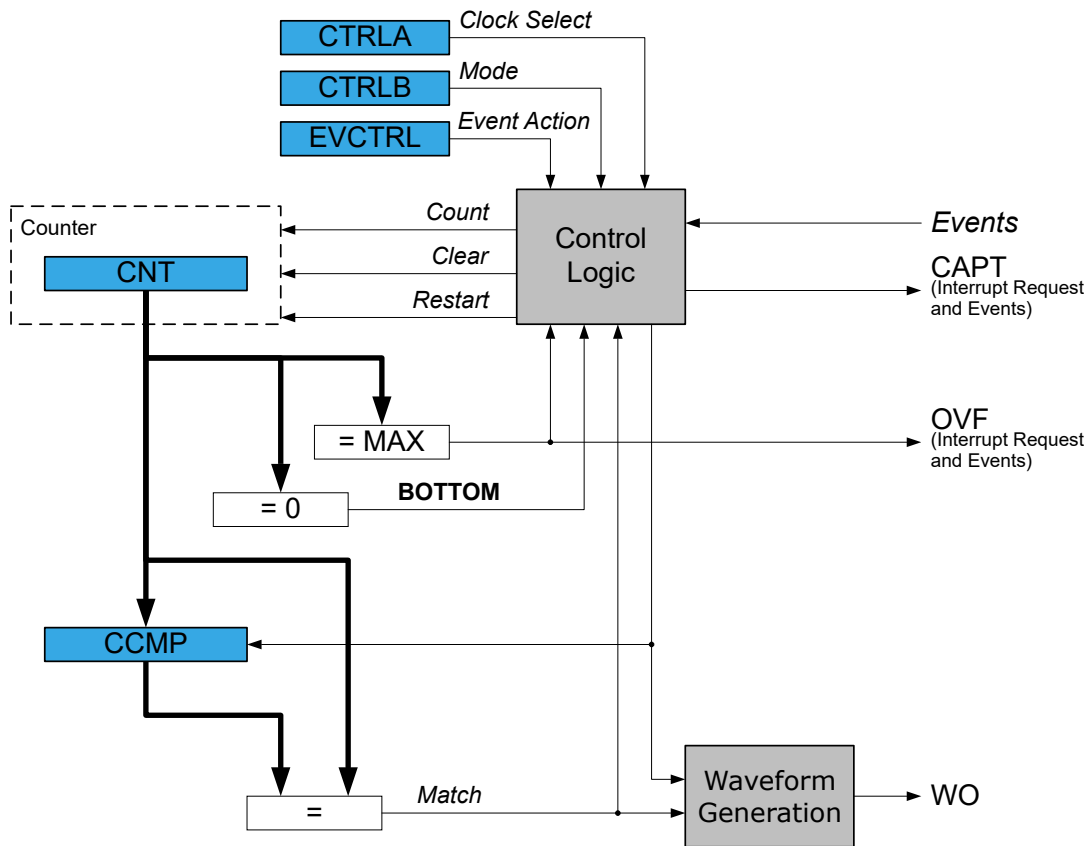 CTRLA
Clock Select
CTRLB
Mode
EVCTRL
Event Action
Counter
CNT
Count
Clear
Restart
Control
Logic
Events
CAPT
(Interrupt Request
and Events)
= MAX
OVF
(Interrupt Request
and Events)
= 0
BOTTOM
CCMP
=
Match
Waveform
Generation
WO